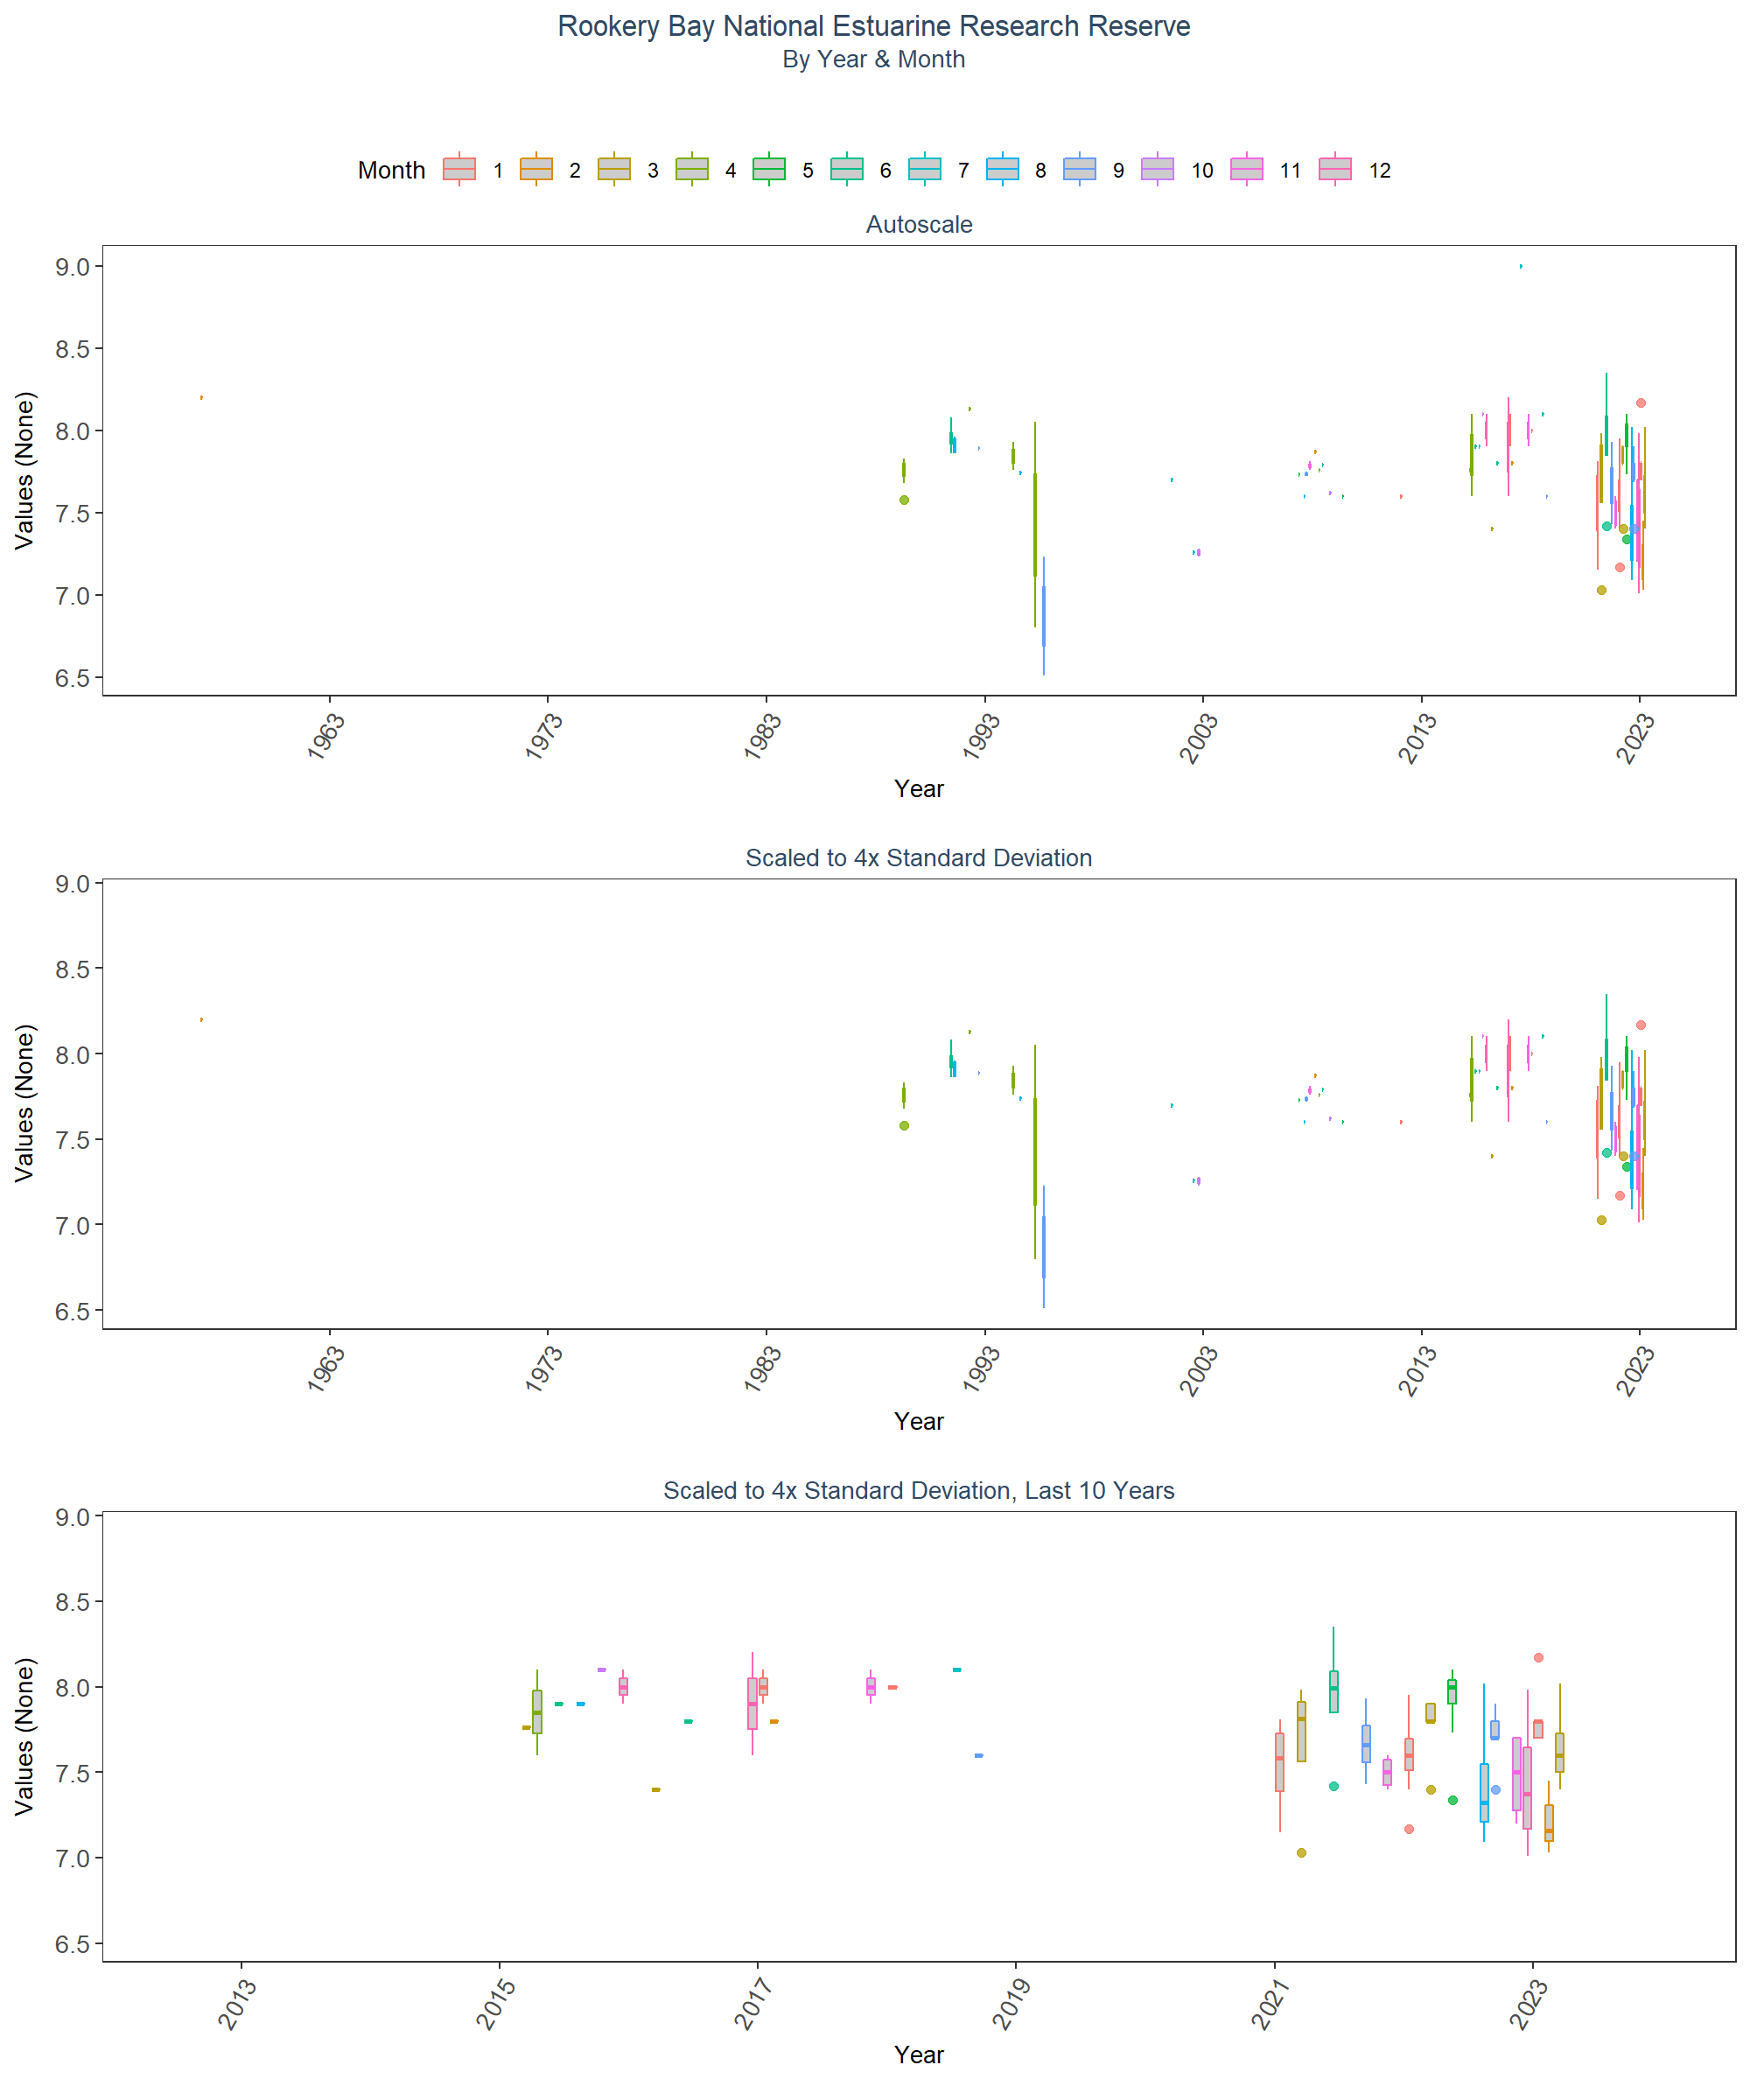 Rookery Bay National Estuarine Research Reserve
By Year & Month
Month 1 2 3 4 5 6 7 8 9 10 11 12
Autoscale
Values (None)
9.0
8.5
8.0
7.5
7.0
6.5
1963 1973 1983 1993 2003 2013 2023
Year
Scaled to 4x Standard Deviation
Values (None)
9.0
8.5
8.0
7.5
7.0
6.5
1963 1973 1983 1993 2003 2013 2023
Year
Scaled to 4x Standard Deviation, Last 10 Years
Values (None)
9.0
8.5
8.0
7.5
7.0
6.5
2013 2015 2017 2019 2021 2023
Year